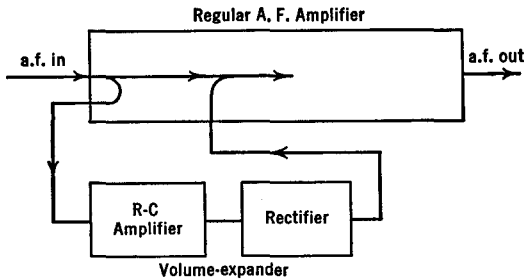 Regular A. F. Amplifier
a.f. in
a.f. out
R-C
Amplifier
Rectifier
Volume-expander